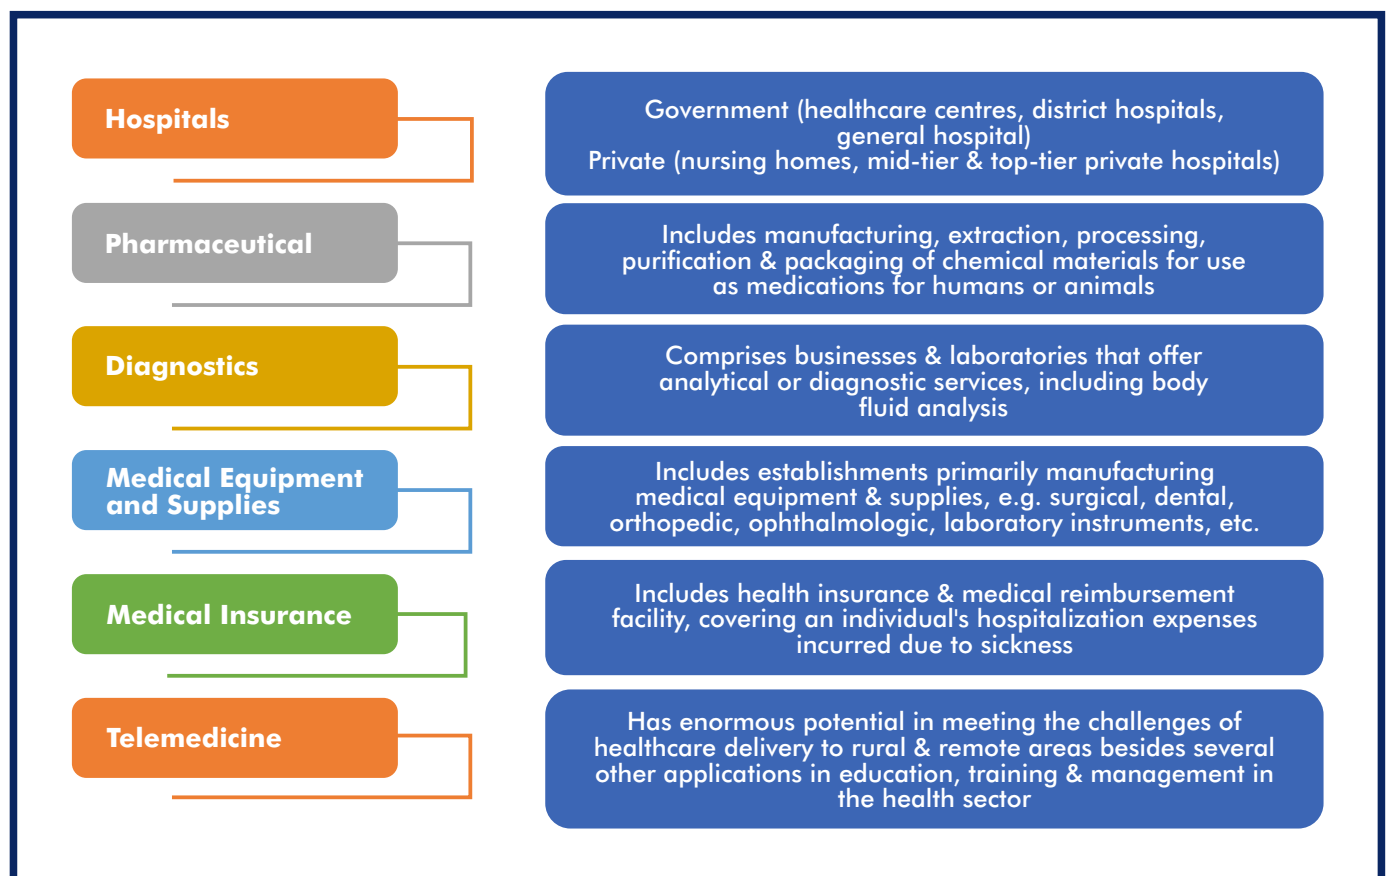 Hospitals
Government (healthcare centres, district hospitals,
general hospital)
Private (nursing homes, mid-tier & top-tier private hospitals)
Pharmaceutical
Includes manufacturing, extraction, processing,
purification & packaging of chemical materials for use
as medications for humans or animals
Diagnostics
Comprises businesses & laboratories that offer
analytical or diagnostic services, including body
fluid analysis
Medical Equipment
and Supplies
Includes establishments primarily manufacturing
medical equipment & supplies, e.g. surgical, dental,
orthopedic, ophthalmologic, laboratory instruments, etc.
Medical Insurance
Includes health insurance & medical reimbursement
facility, covering an individual's hospitalization expenses
incurred due to sickness
Telemedicine
Has enormous potential in meeting the challenges of
healthcare delivery to rural & remote areas besides several
other applications in education, training & management in
the health sector